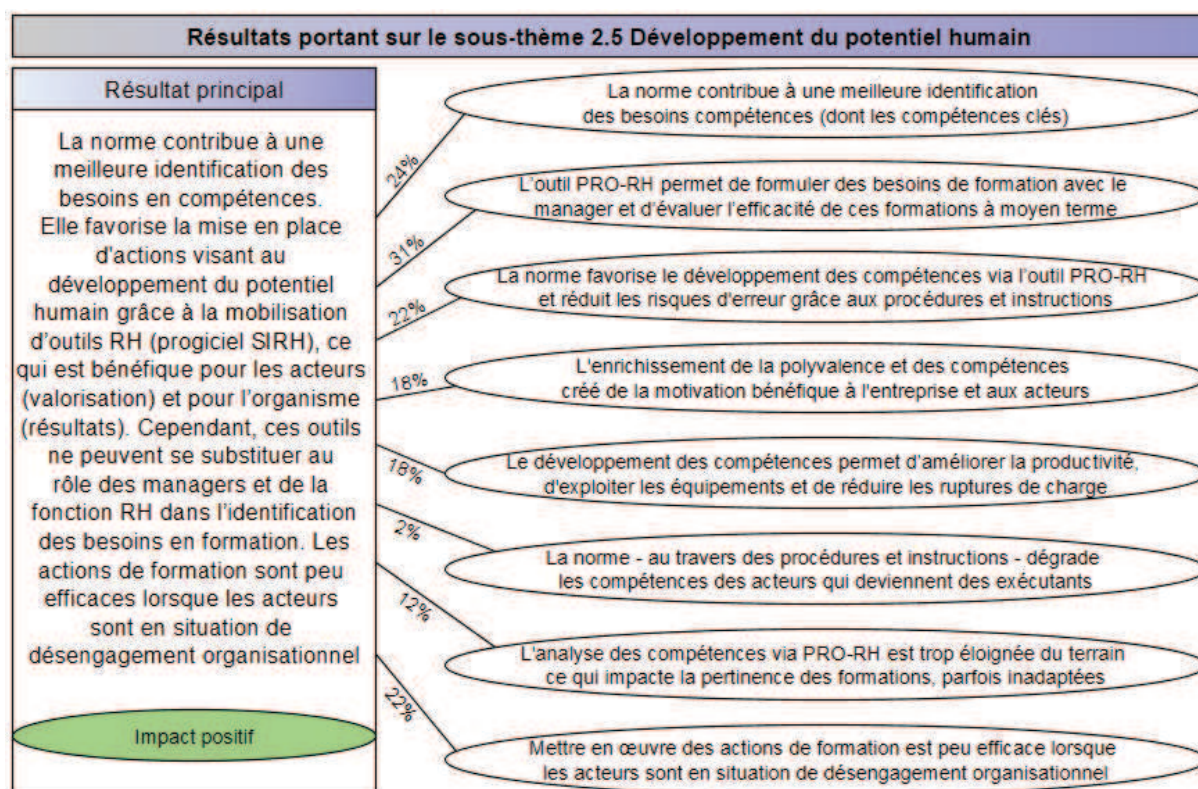 Résultats portant sur le sous-thème 2.5 Développement du potentiel humain
Résultat principal
La norme contribue à une
meilleure identification des
besoins en compétences.
Elle favorise la mise en place
d'actions visant au
développement du potentiel
humain grâce à la mobilisation
d'outils RH (progiciel SIRH), ce
qui est bénéfique pour les acteurs
(valorisation) et pour l'organisme
(résultats). Cependant, ces outils
ne peuvent se substituer au
rôle des managers et de la
fonction RH dans l'identification
des besoins en formation. Les
actions de formation sont peu
efficaces lorsque les acteurs
sont en situation de
désengagement organisationnel
Impact positif
24%
La norme contribue à une meilleure identification
des besoins compétences (dont les compétences clés)
31%
L'outil PRO-RH permet de formuler des besoins de formation avec le
manager et d'évaluer l'efficacité de ces formations à moyen terme
22%
La norme favorise le développement des compétences via l'outil PRO-RH
et réduit les risques d'erreur grâce aux procédures et instructions
18%
L'enrichissement de la polyvalence et des compétences
créé de la motivation bénéfique à l'entreprise et aux acteurs
18%
Le développement des compétences permet d'améliorer la productivité,
d'exploiter les équipements et de réduire les ruptures de charge
2%
La norme - au travers des procédures et instructions - dégrade
les compétences des acteurs qui deviennent des exécutants
12%
L'analyse des compétences via PRO-RH est trop éloignée du terrain
ce qui impacte la pertinence des formations, parfois inadaptées
22%
Mettre en œuvre des actions de formation est peu efficace lorsque
les acteurs sont en situation de désengagement organisationnel